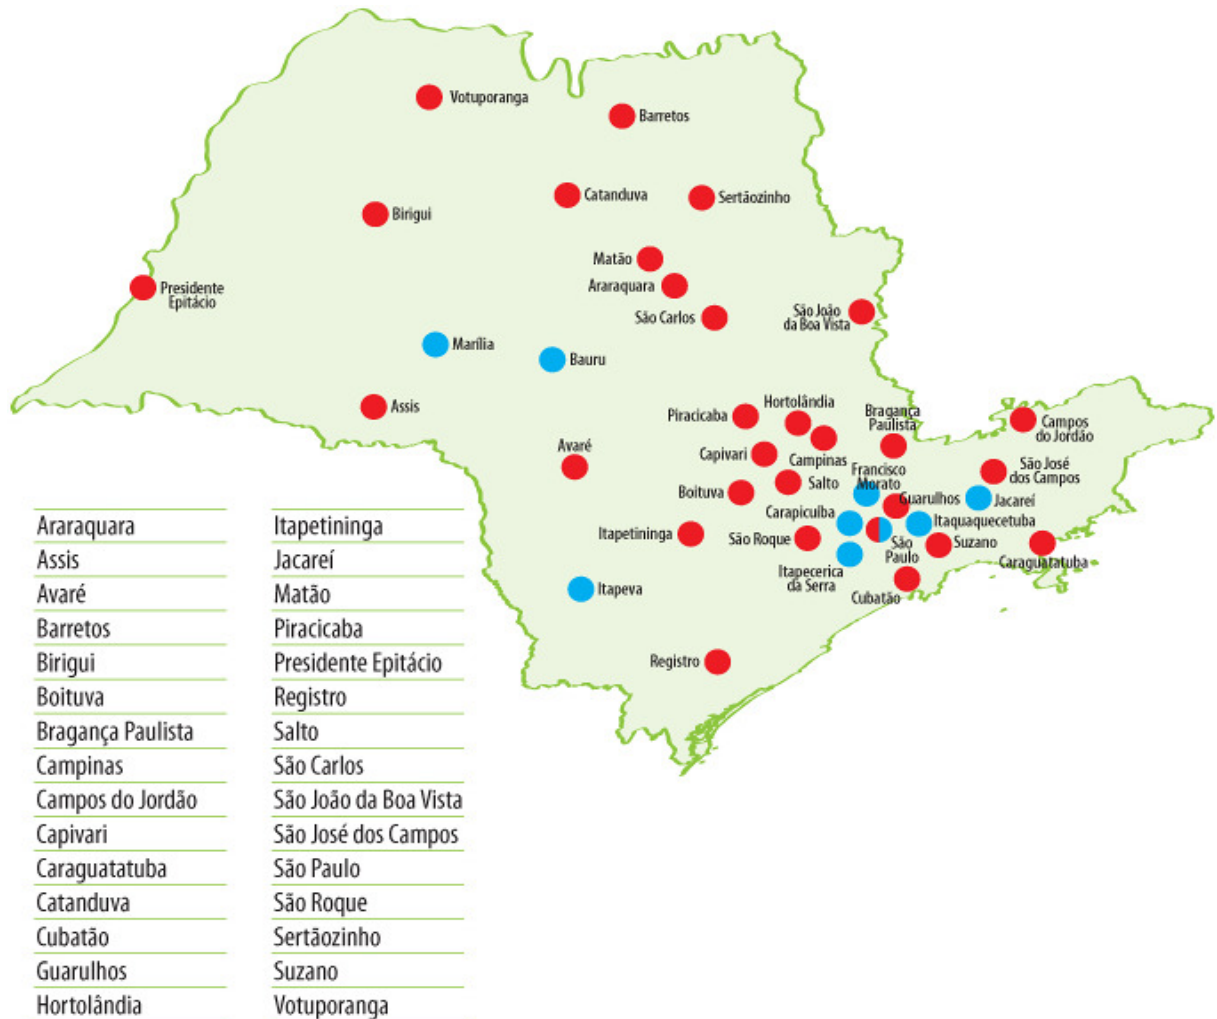 Votuporanga
Barretos
Catanduva
Sertãozinho
Birigui
Matão
Araraquara
Presidente
Epitácio
São Carlos
São João
da Boa Vista
Marília
Bauru
Assis
Piracicaba
Hortolândia
Bragança
Paulista
Campos
do Jordão
Avaré
Capivari
Campinas
Francisco
Morato
São José
dos Campos
Boituva
Salto
Guarulhos
Jacareí
Carapicuíba
Itaquaquecetuba
Itapetininga
São Roque
São
Paulo
Suzano
Caraguatatuba
Itapecerica
da Serra
Itapeva
Cubatão
Registro
Araraquara
Assis
Avaré
Barretos
Birigui
Boituva
Bragança Paulista
Campinas
Campos do Jordão
Capivari
Caraguatatuba
Catanduva
Cubatão
Guarulhos
Hortolândia
Itapetininga
Jacareí
Matão
Piracicaba
Presidente Epitácio
Registro
Salto
São Carlos
São João da Boa Vista
São José dos Campos
São Paulo
São Roque
Sertãozinho
Suzano
Votuporanga